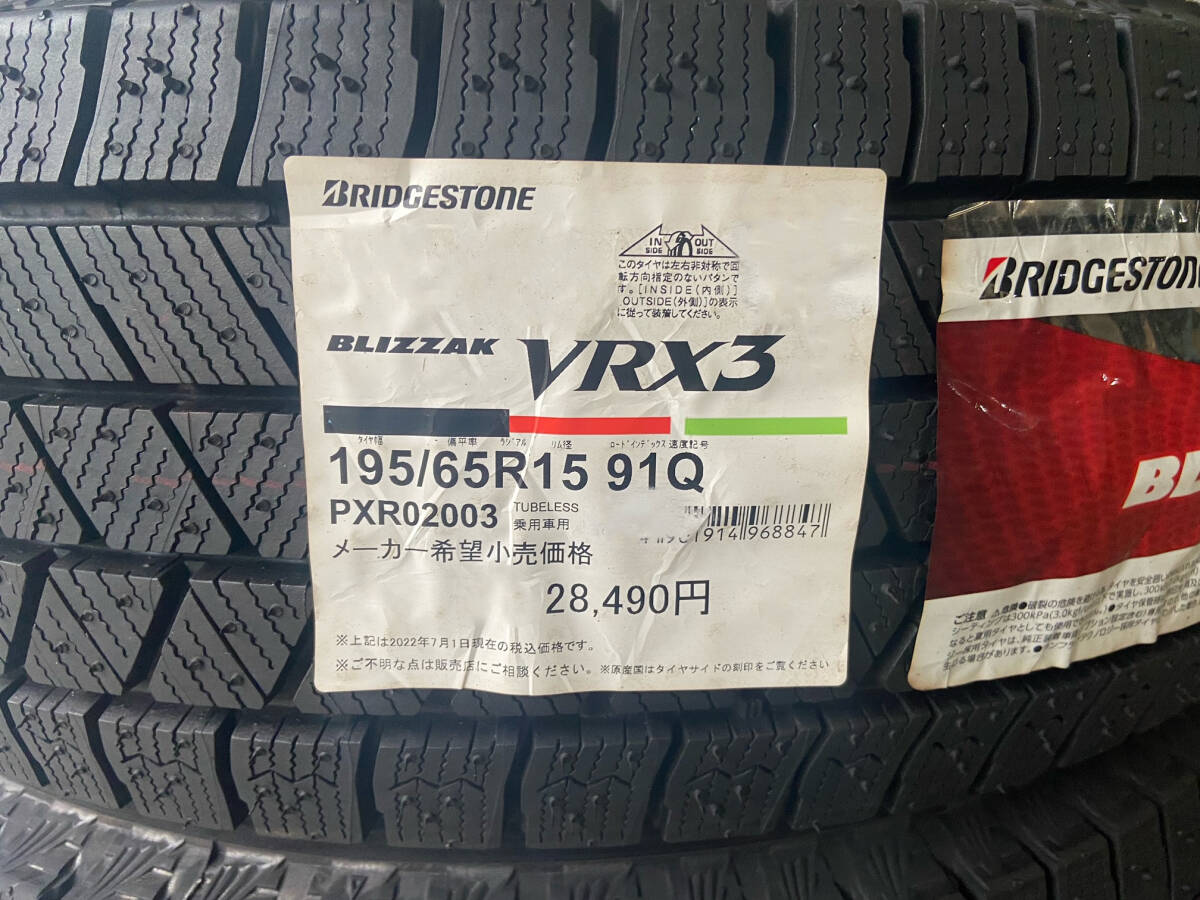 BRIDGESTONE
IN SIDE OUT SIDE
このタイヤは左右非対称で回
転方向指定のないパタンで
す。[INSIDE(内側)]
OUTSIDE(外側)]の表示
に従って装着してください。
BLIZZAK VRX3
タイヤ幅 偏平率 ラジアル リム径 ロードインデックス 速度記号
195/65R15 91Q
PXR02003 TUBELESS
乗用車用
914 968847
メーカー希望小売価格
28,490円
※上記は2022年7月1日現在の税込価格です。
※ご不明な点は販売店にご相談ください。※原産国はタイヤサイドの刻印をご覧ください
BRIDGESTONE
BL
ご注意